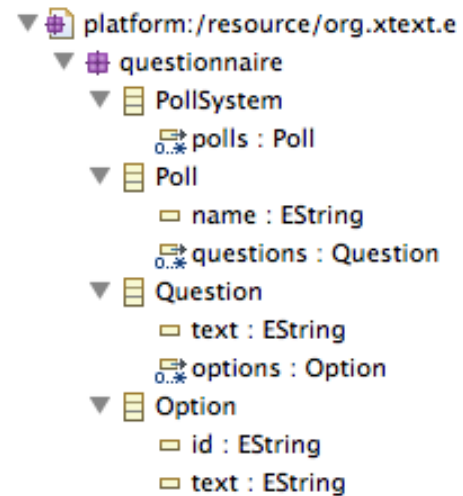 platform:/resource/org.xtext.e
questionnaire
PollSystem
0..* polls : Poll
Poll
name : EString
0..* questions : Question
Question
text : EString
0..* options : Option
Option
id : EString
text : EString